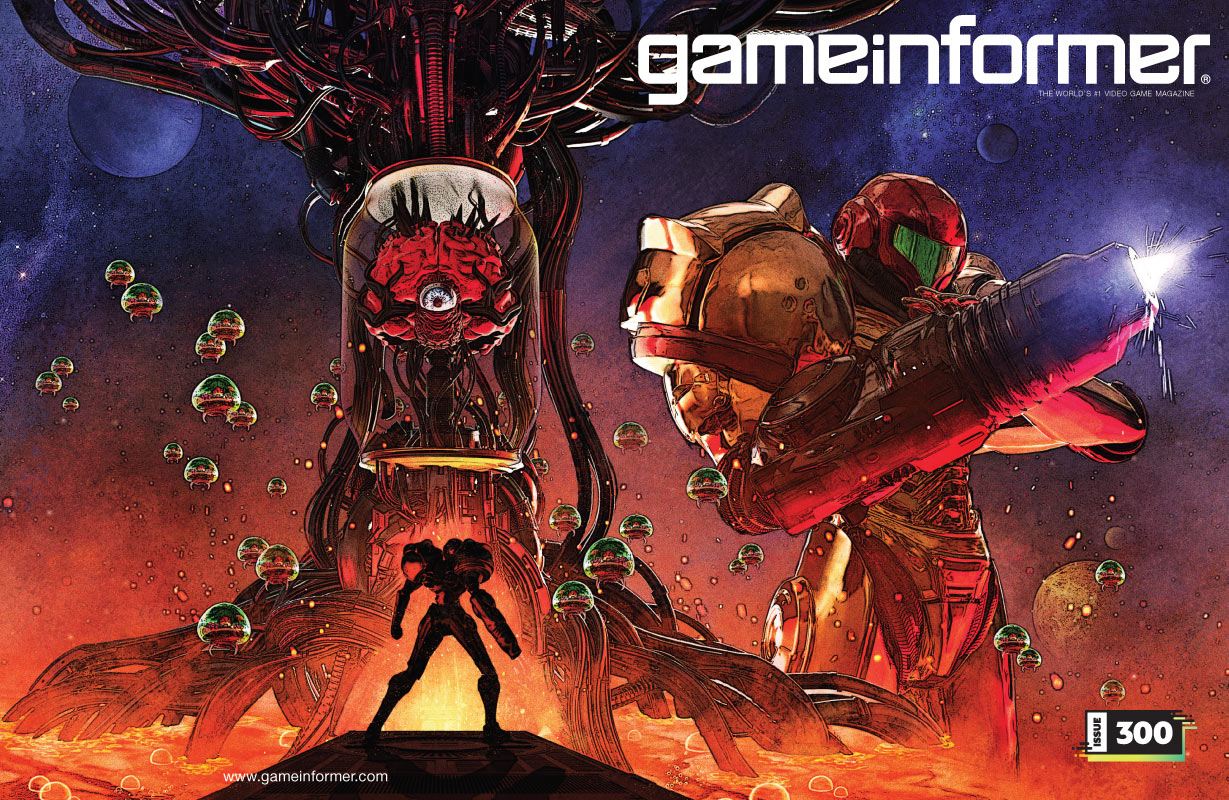 gameinformer®
THE WORLD'S #1 VIDEO GAME MAGAZINE
ISSUE 300
www.gameinformer.com